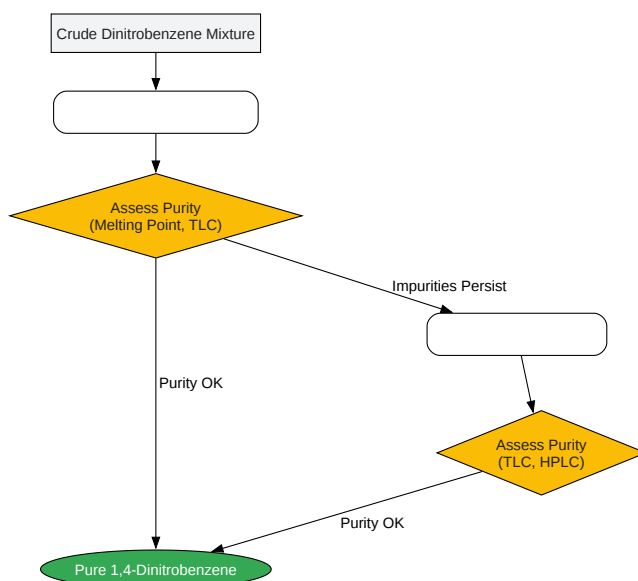 Crude Dinitrobenzene Mixture
Assess Purity
(Melting Point, TLC)
Impurities Persist
Purity OK
Assess Purity
(TLC, HPLC)
Purity OK
Pure 1,4-Dinitrobenzene